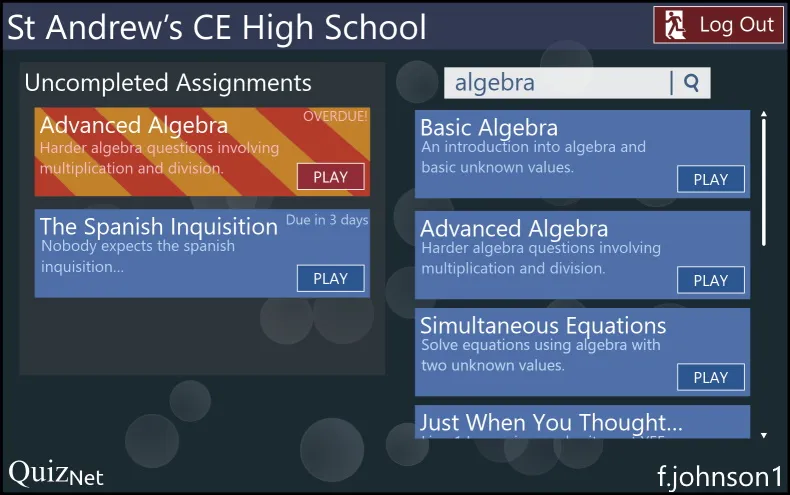 St Andrew’s CE High School
Log Out
Uncompleted Assignments
Advanced Algebra
OVERDUE!
Harder algebra questions involving
multiplication and division.
PLAY
The Spanish Inquisition
Due in 3 days
Nobody expects the spanish
inquisition...
PLAY
algebra
Basic Algebra
An introduction into algebra and
basic unknown values.
PLAY
Advanced Algebra
Harder algebra questions involving
multiplication and division.
PLAY
Simultaneous Equations
Solve equations using algebra with
two unknown values.
PLAY
Just When You Thought...
QuizNet
f.johnson1